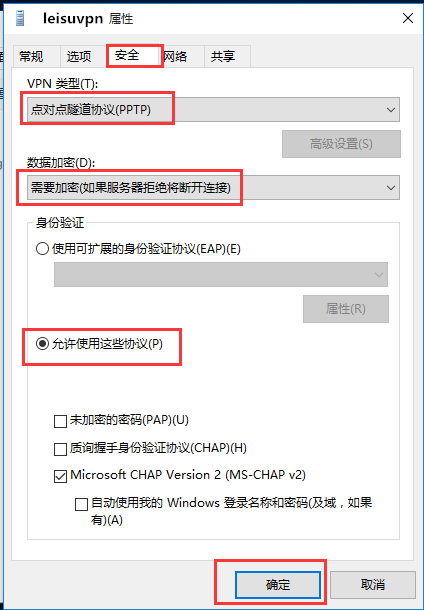 leisuvpn 属性
常规 选项 安全 网络 共享
VPN 类型(T):
点对点隧道协议(PPTP)
高级设置(S)
数据加密(D):
需要加密(如果服务器拒绝将断开连接)
身份验证
使用可扩展的身份验证协议(EAP)(E)
属性(R)
允许使用这些协议(P)
未加密的密码(PAP)(U)
质询握手身份验证协议(CHAP)(H)
Microsoft CHAP Version 2 (MS-CHAP v2)
自动使用我的 Windows 登录名称和密码(及域，如果
有)(A)
确定 取消